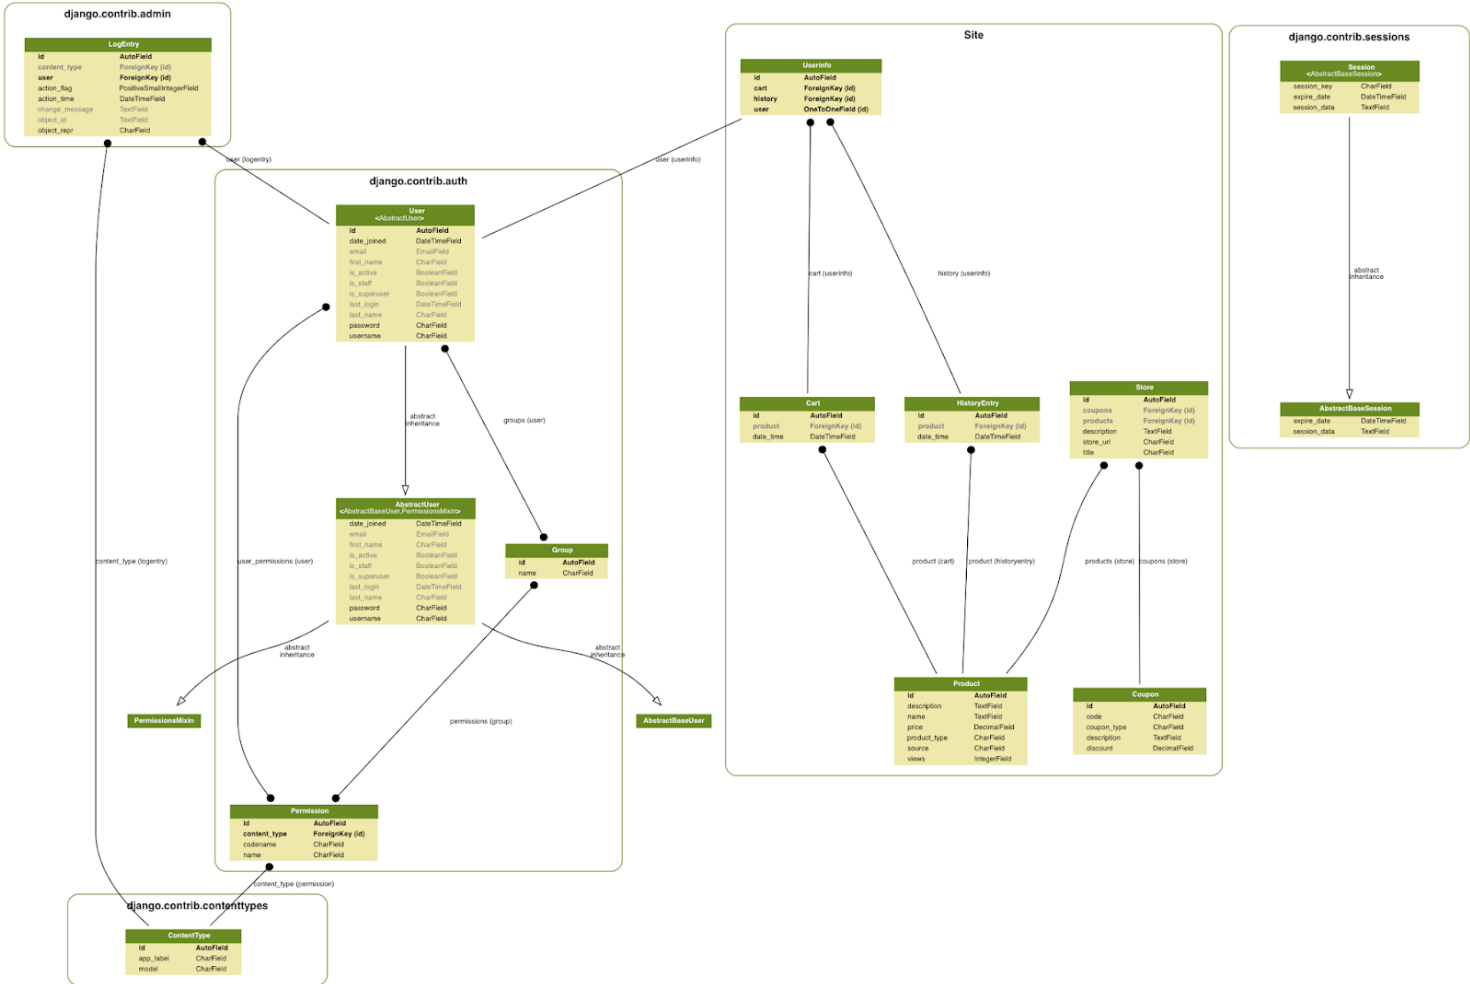 django.contrib.admin
LogEntry
id AutoField
content_type ForeignKey (id)
user ForeignKey (id)
action_flag PositiveSmallIntegerField
action_time DateTimeField
change_message TextField
object_id TextField
object_repr CharField
user (logentry)
content_type (logentry)
django.contrib.auth
User
<AbstractUser>
id AutoField
date_joined DateTimeField
email EmailField
first_name CharField
is_active BooleanField
is_staff BooleanField
is_superuser BooleanField
last_login DateTimeField
last_name CharField
password CharField
username CharField
abstract
inheritance
groups (user)
user_permissions (user)
AbstractUser
<AbstractBaseUser,PermissionsMixin>
date_joined DateTimeField
email EmailField
first_name CharField
is_active BooleanField
is_staff BooleanField
is_superuser BooleanField
last_login DateTimeField
last_name CharField
password CharField
username CharField
Group
id AutoField
name CharField
abstract
inheritance
abstract
inheritance
PermissionsMixin
AbstractBaseUser
permissions (group)
Permission
id AutoField
content_type ForeignKey (id)
codename CharField
name CharField
content_type (permission)
django.contrib.contenttypes
ContentType
id AutoField
app_label CharField
model CharField
Site
UserInfo
id AutoField
cart ForeignKey (id)
history ForeignKey (id)
user OneToOneField (id)
user (userinfo)
cart (userinfo)
history (userinfo)
Cart
id AutoField
product ForeignKey (id)
date_time DateTimeField
HistoryEntry
id AutoField
product ForeignKey (id)
date_time DateTimeField
Store
id AutoField
coupons ForeignKey (id)
products ForeignKey (id)
description TextField
store_url CharField
title CharField
product (cart)
product (historyentry)
products (store)
coupons (store)
Product
id AutoField
description TextField
name TextField
price DecimalField
product_type CharField
source CharField
views IntegerField
Coupon
id AutoField
code CharField
coupon_type CharField
description TextField
discount DecimalField
django.contrib.sessions
Session
<AbstractBaseSession>
session_key CharField
expire_date DateTimeField
session_data TextField
abstract
inheritance
AbstractBaseSession
expire_date DateTimeField
session_data TextField